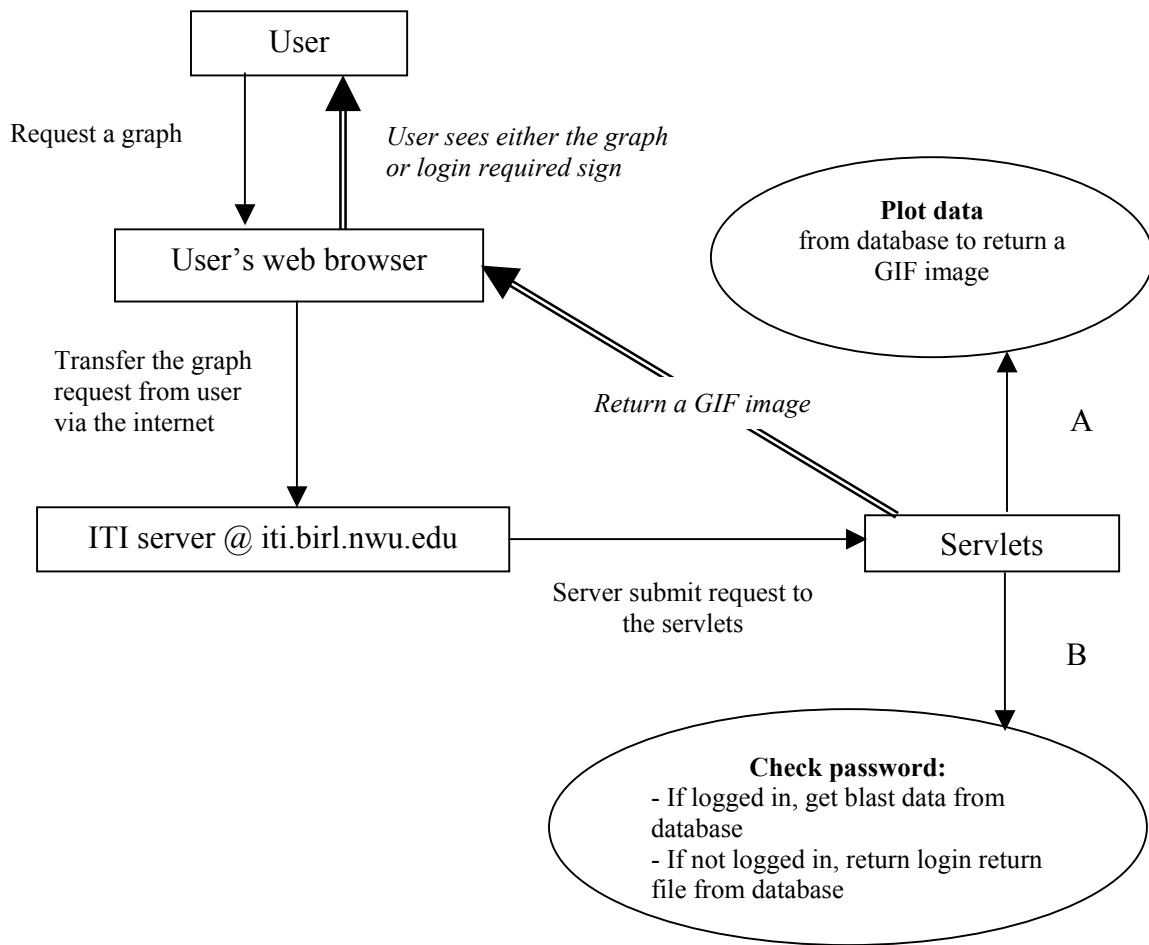 User
Request a graph
User sees either the graph
or login required sign
User’s web browser
Plot data
from database to return a
GIF image
Transfer the graph
request from user
via the internet
Return a GIF image
A
ITI server @ iti.birl.nwu.edu
Servlets
Server submit request to
the servlets
B
Check password:
- If logged in, get blast data from
database
- If not logged in, return login return
file from database